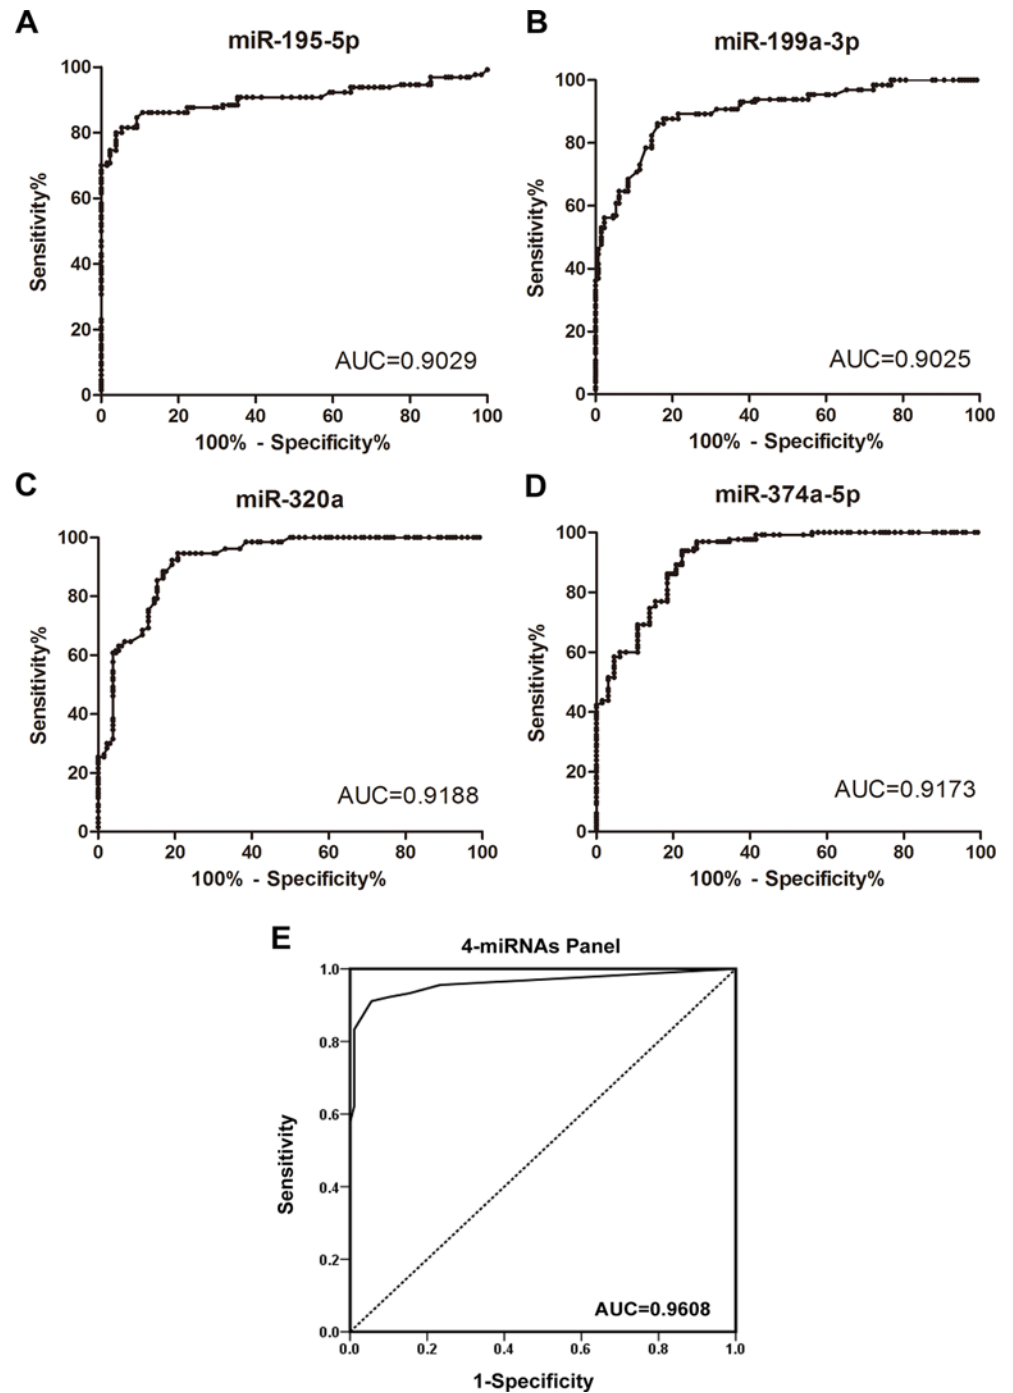 A
miR-195-5p
100
80
60
40
20
0
Sensitivity%
AUC=0.9029
0 20 40 60 80 100
100% - Specificity%
B
miR-199a-3p
100
80
60
40
20
0
Sensitivity%
AUC=0.9025
0 20 40 60 80 100
100% - Specificity%
C
miR-320a
100
80
60
40
20
0
Sensitivity%
AUC=0.9188
0 20 40 60 80 100
100% - Specificity%
D
miR-374a-5p
100
80
60
40
20
0
Sensitivity%
AUC=0.9173
0 20 40 60 80 100
100% - Specificity%
E
4-miRNAs Panel
1.0
0.8
0.6
0.4
0.2
0.0
Sensitivity
AUC=0.9608
0.0 0.2 0.4 0.6 0.8 1.0
1-Specificity